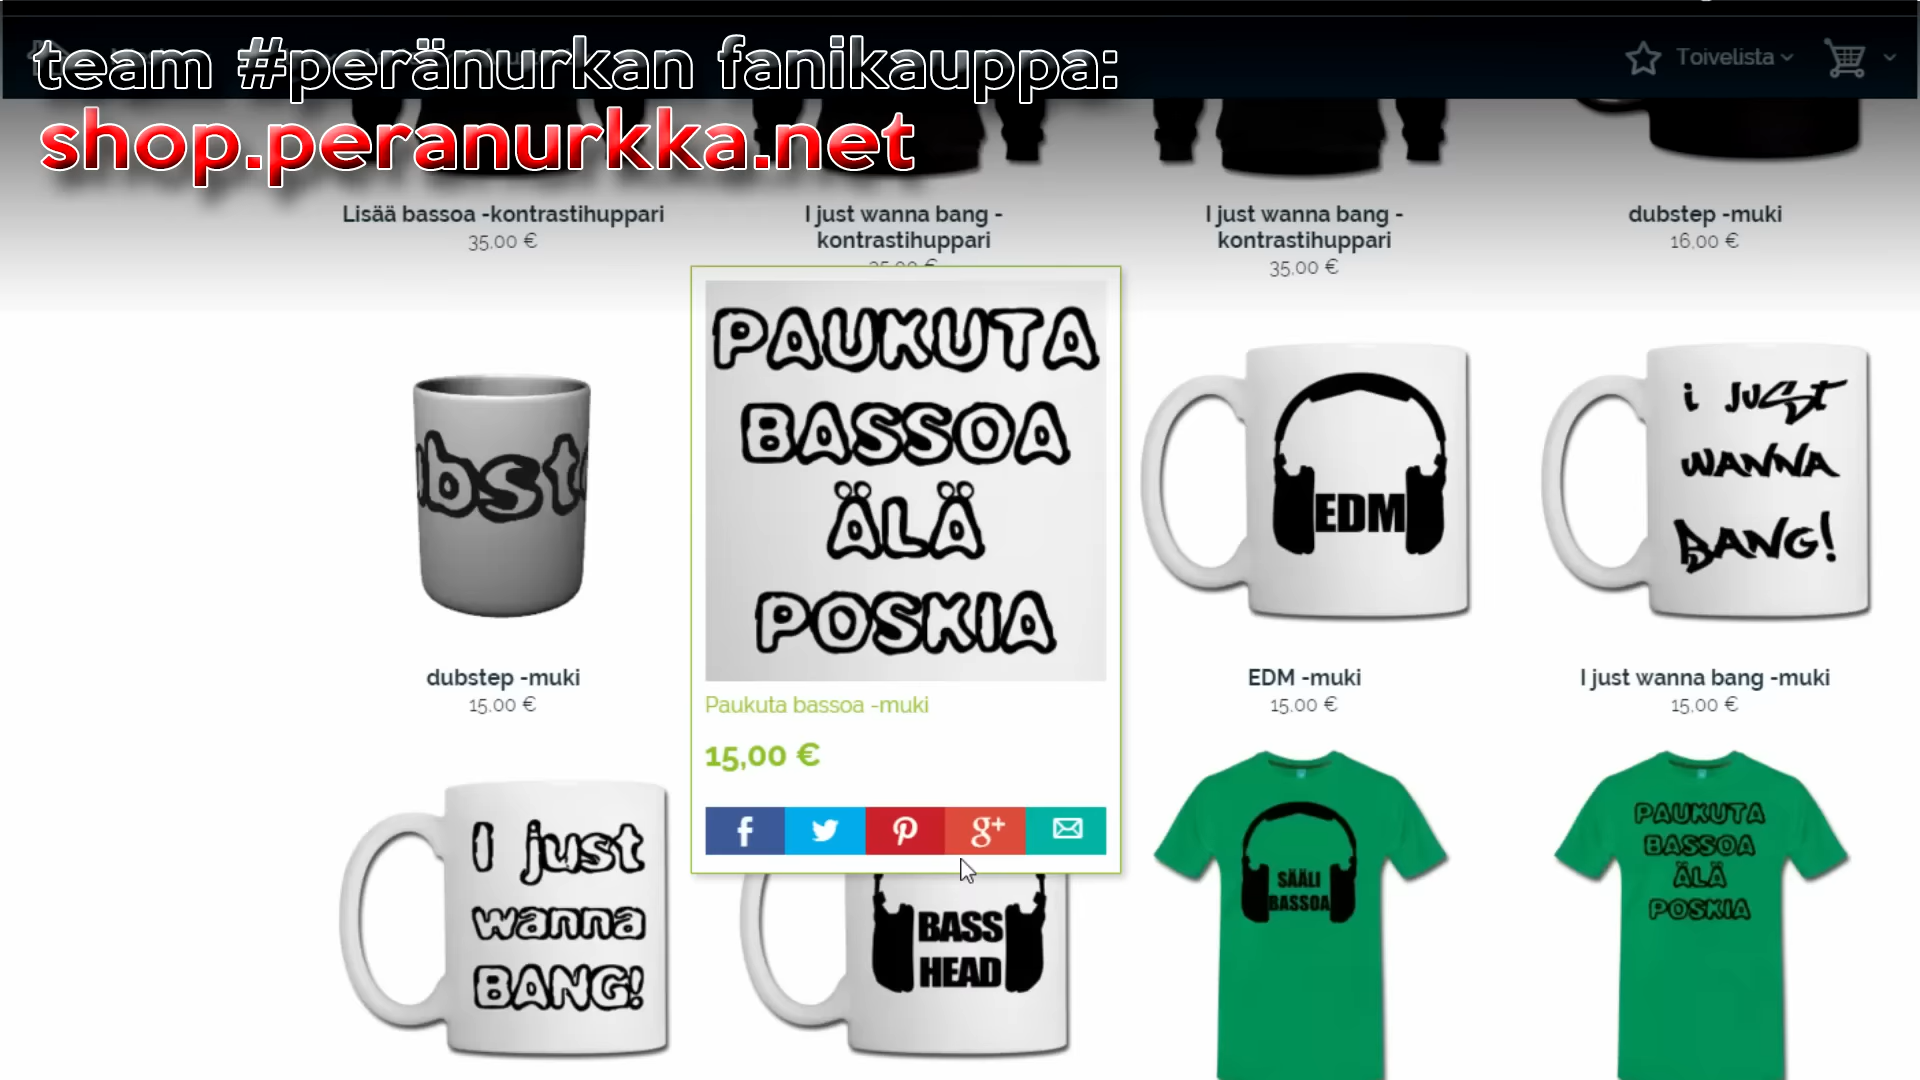 team #peränurkan fanikauppa:
shop.peranurkka.net
Toivelista
Lisää bassoa -kontrastihuppari
35,00 €
I just wanna bang -
kontrastihuppari
35,00 €
I just wanna bang -
kontrastihuppari
35,00 €
dubstep -muki
16,00 €
PAUKUTA
BASSOA
ÄLÄ
POSKIA
Paukuta bassoa -muki
15,00 €
f
g+
bst
dubstep -muki
15,00 €
EDM
EDM -muki
15,00 €
i JUST
WANNA
BANG!
I just wanna bang -muki
15,00 €
I just
wanna
BANG!
BASS
HEAD
SÄÄLI
BASSOA
PAUKUTA
BASSOA
ÄLÄ
POSKIA